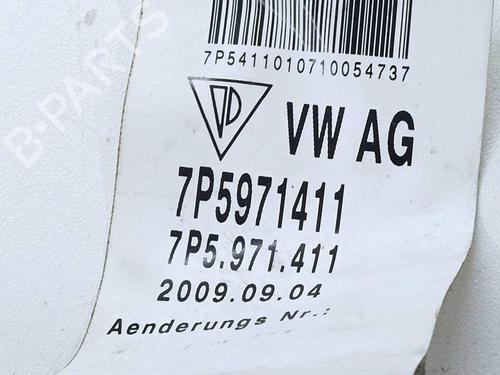 7P5411010710054737
VW AG
7P5971411
7P5.971.411
2009.09.04
Aenderungs Nr.:
B-PARTS